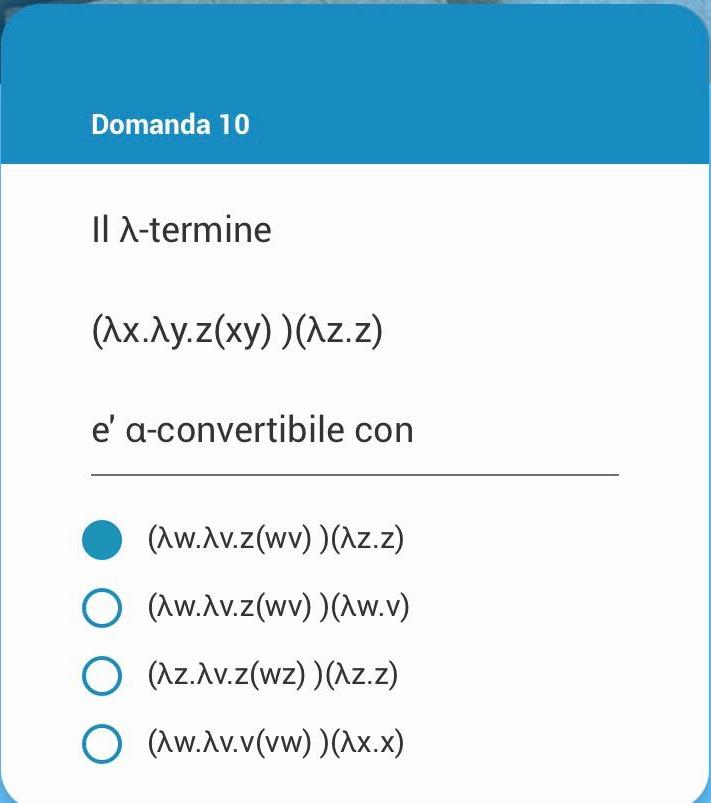 Domanda 10
Il λ-termine
(λx.λy.z(xy) )(λz.z)
e' α-convertibile con
(λw.λv.z(wv) )(λz.z)
(λw.λv.z(wv) )(λw.v)
(λz.λv.z(wz) )(λz.z)
(λw.λv.v(vw) )(λx.x)